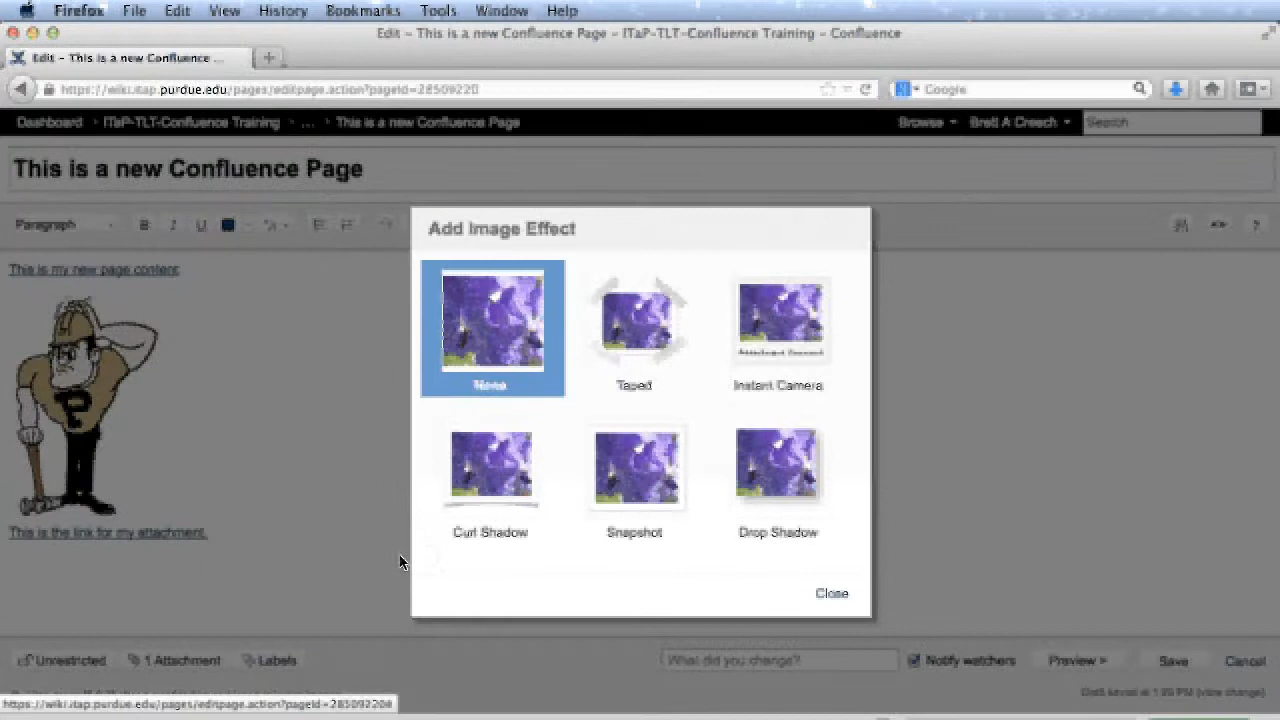 Firefox File Edit View History Bookmarks Tools Window Help
Edit – This is a new Confluence Page – ITaP-TLT-Confluence Training – Confluence
Edit – This is a new Confluence ...
https://wiki.itap.purdue.edu/pages/editpage.action?pageId=28509220 Google
Dashboard ITaP-TLT-Confluence Training ... This is a new Confluence Page Browse Brett A Creech Search
This is a new Confluence Page
Paragraph B I U ?
Add Image Effect
This is my new page content
P
None Taped Instant Camera
Curl Shadow Snapshot Drop Shadow
This is the link for my attachment.
Close
Unrestricted 1 Attachment Labels What did you change? Notify watchers Preview > Save Cancel
https://wiki.itap.purdue.edu/pages/editpage.action?pageId=28509220#